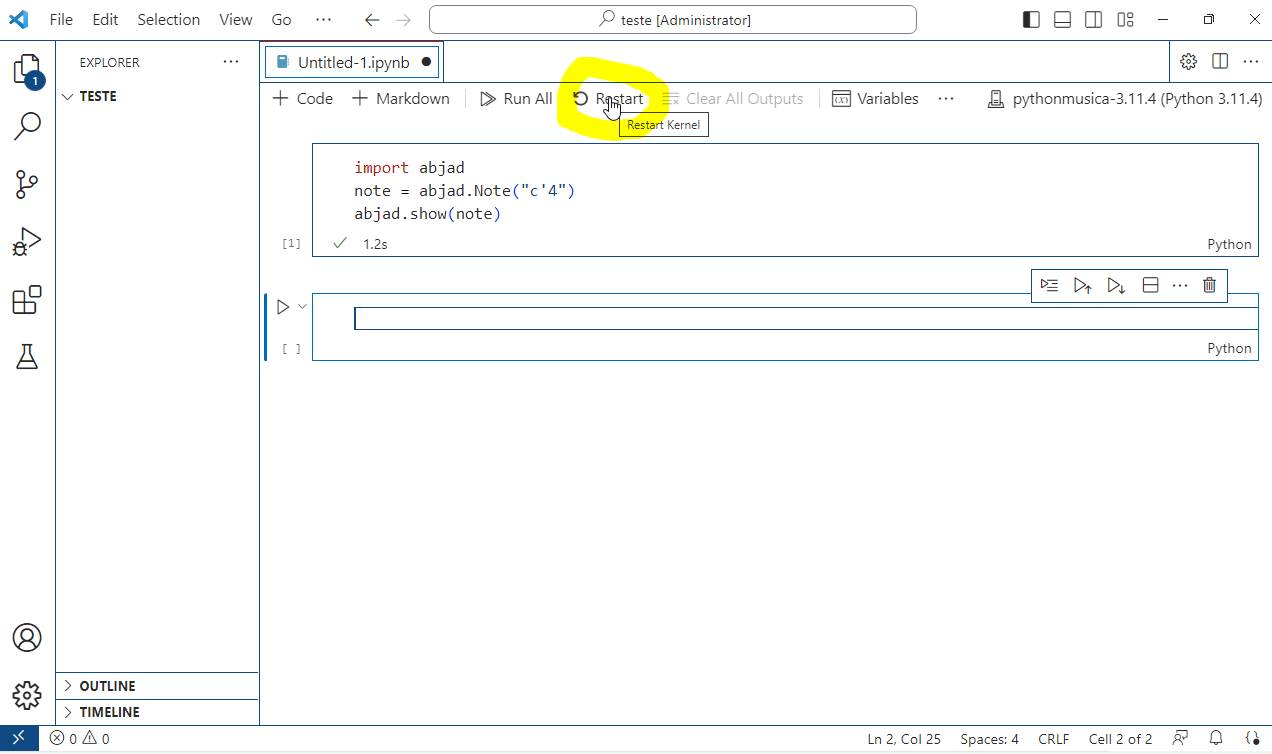 File Edit Selection View Go ··· teste [Administrator]
EXPLORER ···
1
TESTE
Untitled-1.ipynb ● ···
+ Code + Markdown Run All Restart Clear All Outputs (x) Variables ··· pythonmusica-3.11.4 (Python 3.11.4)
Restart Kernel
import abjad
note = abjad.Note("c'4")
abjad.show(note)
[1] ✓ 1.2s Python
···
[ ] Python
OUTLINE
TIMELINE
0 0 Ln 2, Col 25 Spaces: 4 CRLF Cell 2 of 2